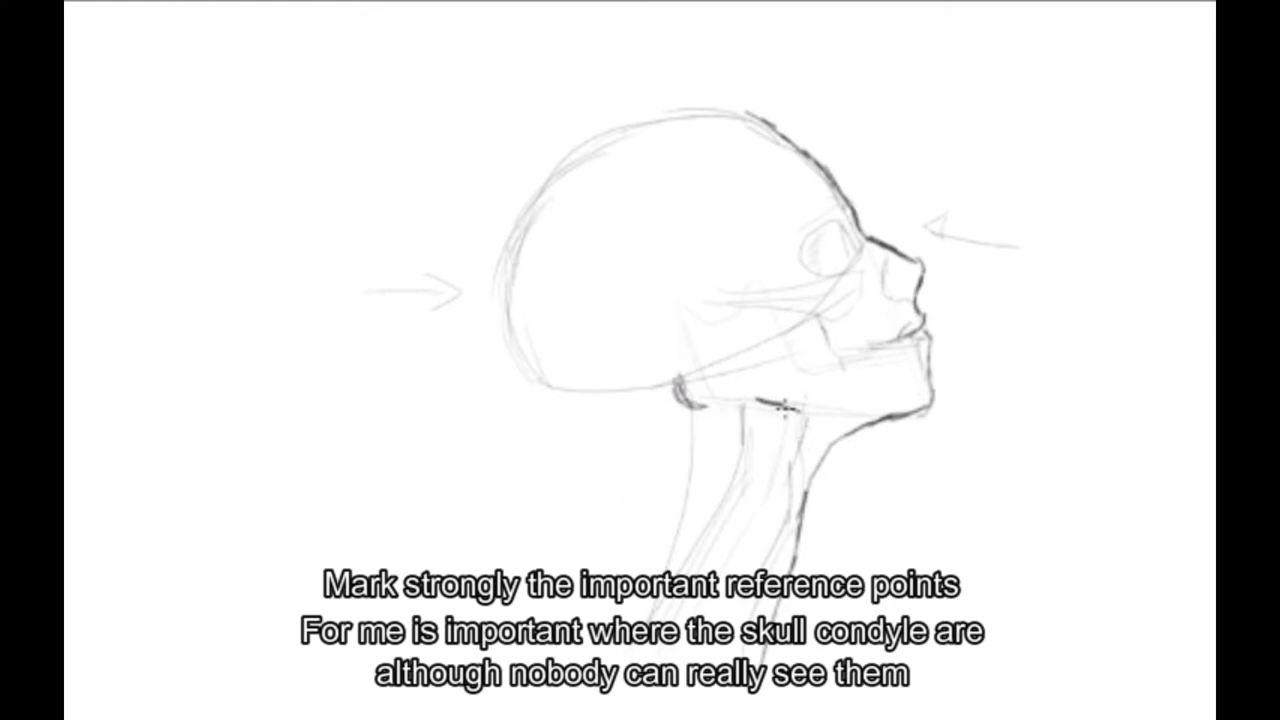 Mark strongly the important reference points
For me is important where the skull condyle are
although nobody can really see them